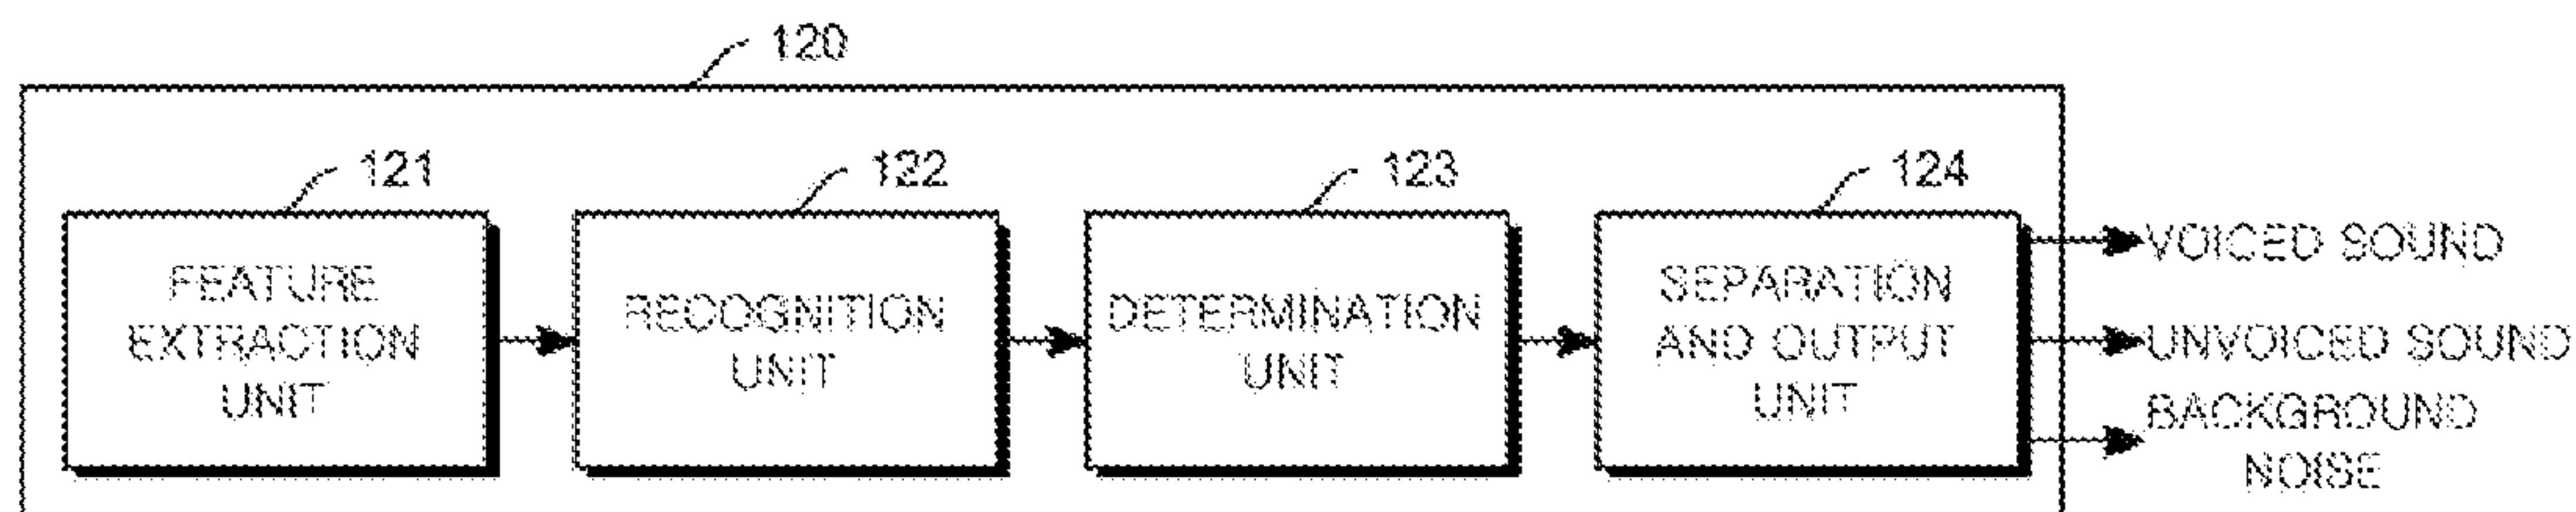 120
121
122
123
124
FEATURE
EXTRACTION
UNIT
RECOGNITION
UNIT
DETERMINATION
UNIT
SEPARATION
AND OUTPUT
UNIT
VOICED SOUND
UNVOICED SOUND
BACKGROUND
NOISE